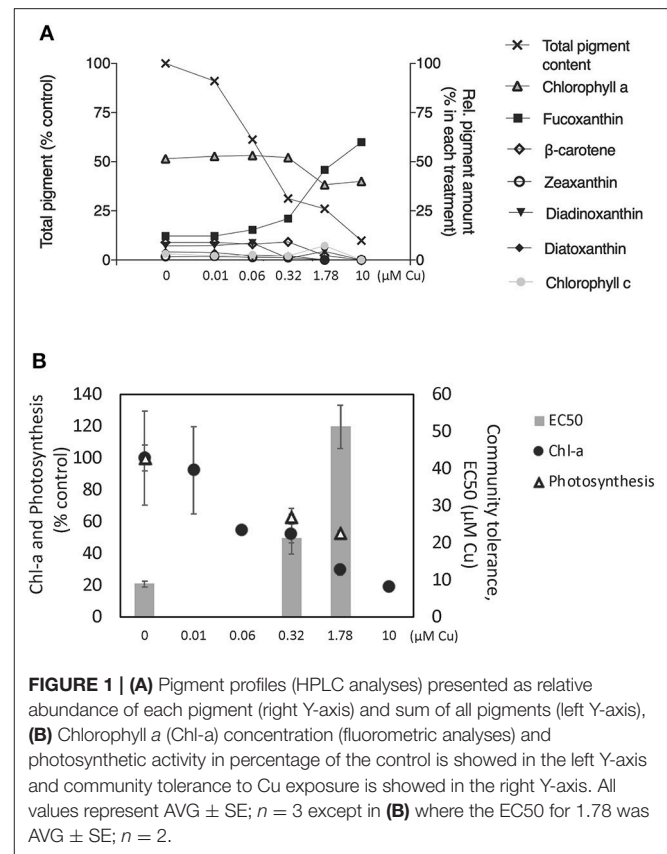 A
Total pigment (% control)
100
75
50
25
0
0 0.01 0.06 0.32 1.78 10 (μM Cu)
100
75
50
25
0
Rel. pigment amount
(% in each treatment)
Total pigment
content
Chlorophyll a
Fucoxanthin
β-carotene
Zeaxanthin
Diadinoxanthin
Diatoxanthin
Chlorophyll c
B
Chl-a and Photosynthesis
(% control)
140
120
100
80
60
40
20
0
0 0.01 0.06 0.32 1.78 10 (μM Cu)
60
50
40
30
20
10
0
Community tolerance,
EC50 (μM Cu)
EC50
Chl-a
Photosynthesis
FIGURE 1 | (A) Pigment profiles (HPLC analyses) presented as relative
abundance of each pigment (right Y-axis) and sum of all pigments (left Y-axis),
(B) Chlorophyll a (Chl-a) concentration (fluorometric analyses) and
photosynthetic activity in percentage of the control is showed in the left Y-axis
and community tolerance to Cu exposure is showed in the right Y-axis. All
values represent AVG ± SE; n = 3 except in (B) where the EC50 for 1.78 was
AVG ± SE; n = 2.